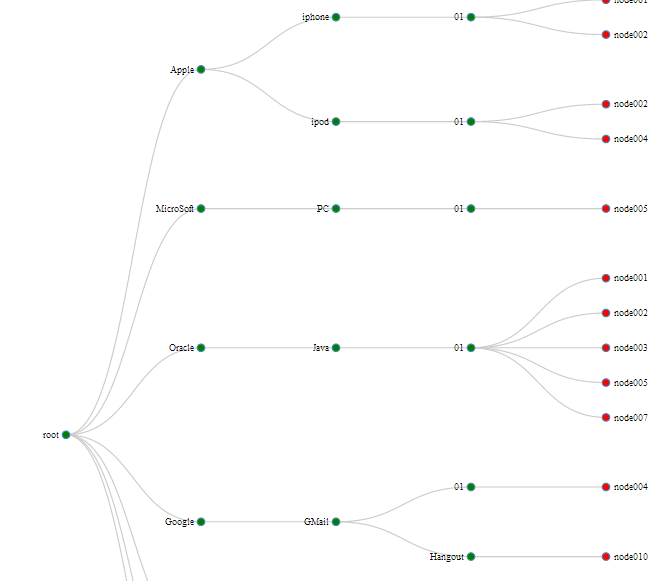 node001
iphone 01
node002
Apple
node002
ipod 01
node004
MicroSoft PC 01 node005
node001
node002
Oracle Java 01 node003
node005
node007
root
01 node004
Google GMail
Hangout node010